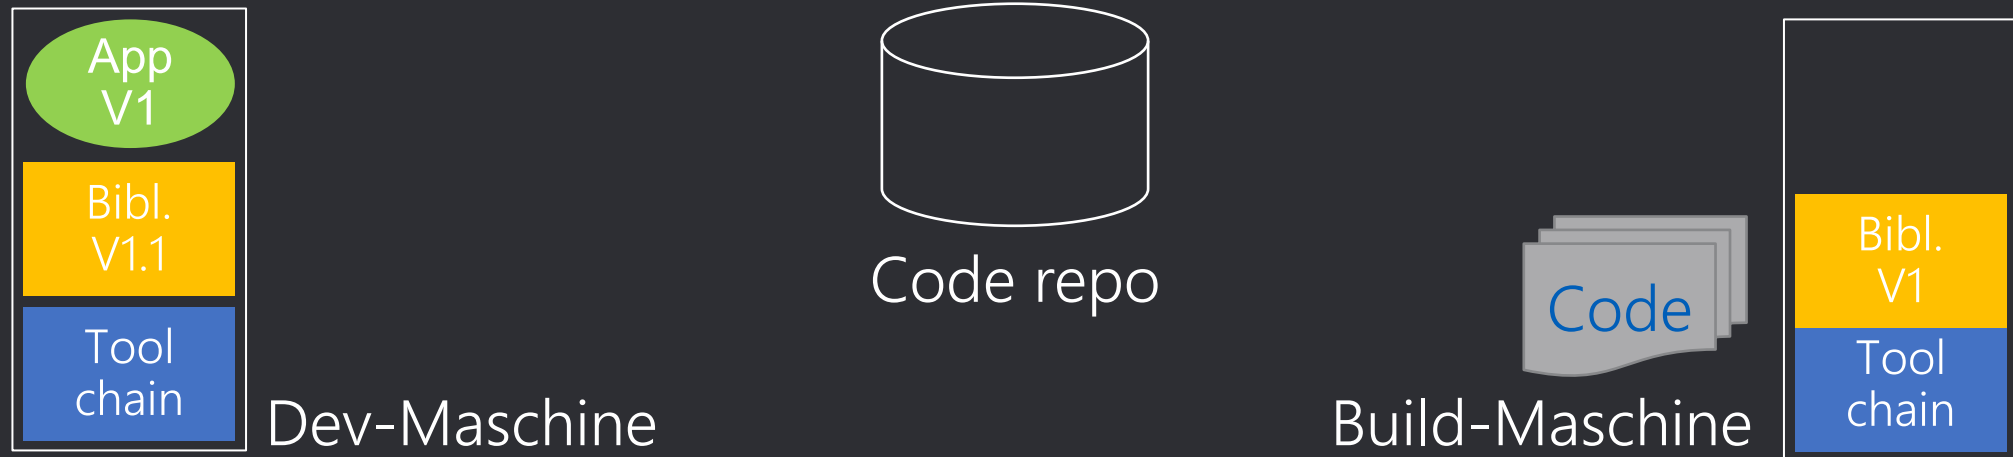 App
V1
Bibl.
V1.1
Tool
chain
Dev-Maschine
Code repo
Code
Build-Maschine
Bibl.
V1
Tool
chain